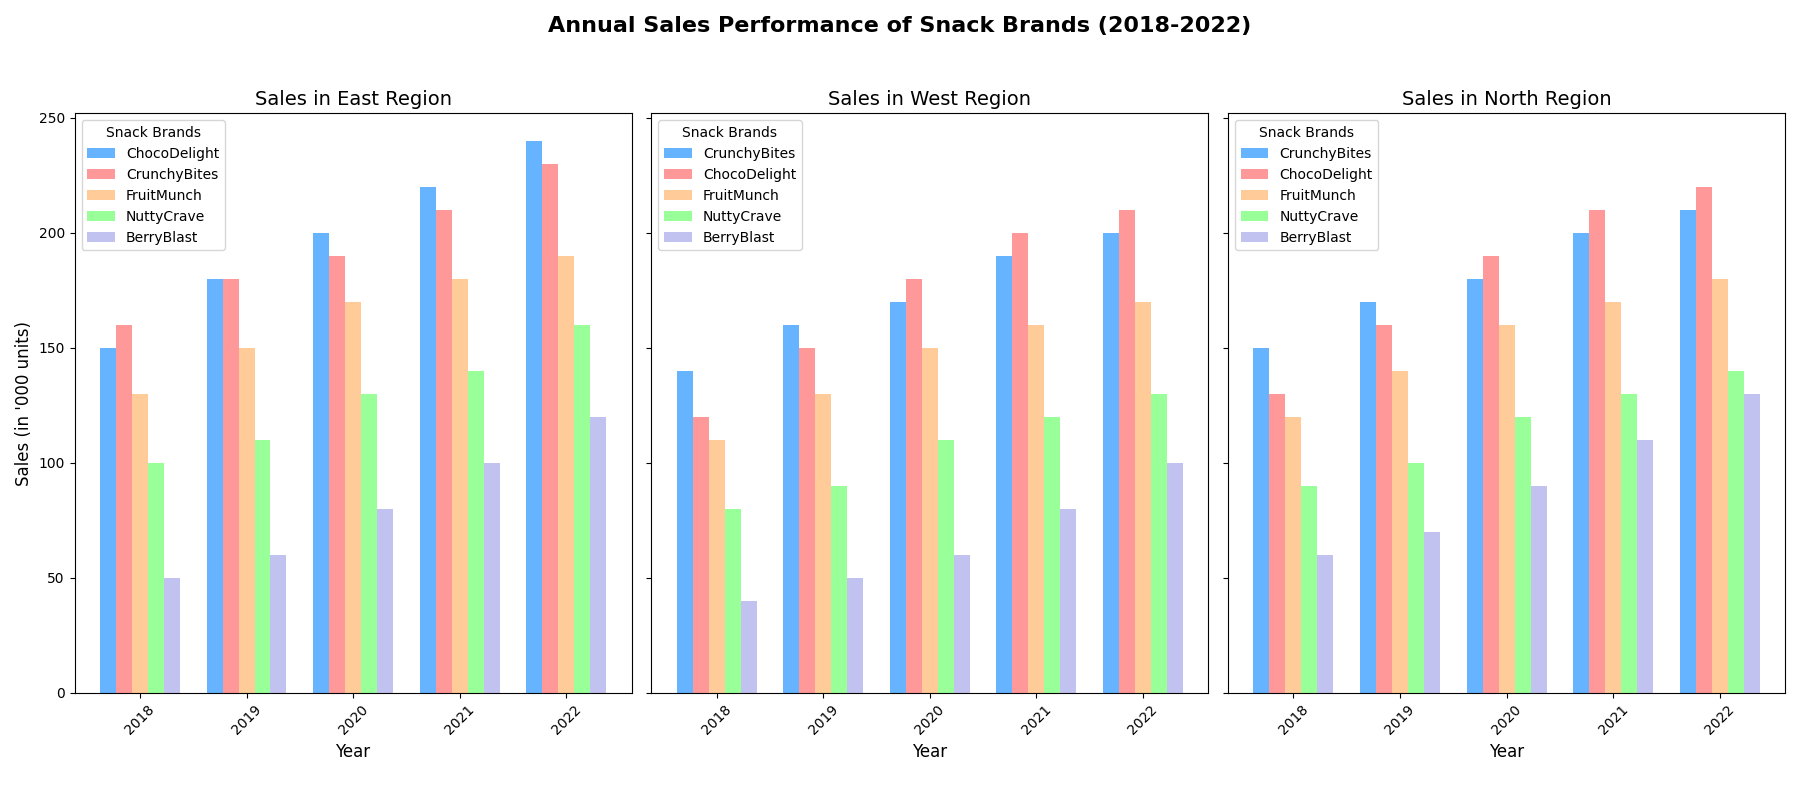 Annual Sales Performance of Snack Brands (2018-2022)
Sales in East Region
Snack Brands
ChocoDelight
CrunchyBites
FruitMunch
NuttyCrave
BerryBlast
Sales (in '000 units)
250
200
150
100
50
0
2018
2019
2020
2021
2022
Year
Sales in West Region
Snack Brands
CrunchyBites
ChocoDelight
FruitMunch
NuttyCrave
BerryBlast
2018
2019
2020
2021
2022
Year
Sales in North Region
Snack Brands
CrunchyBites
ChocoDelight
FruitMunch
NuttyCrave
BerryBlast
2018
2019
2020
2021
2022
Year